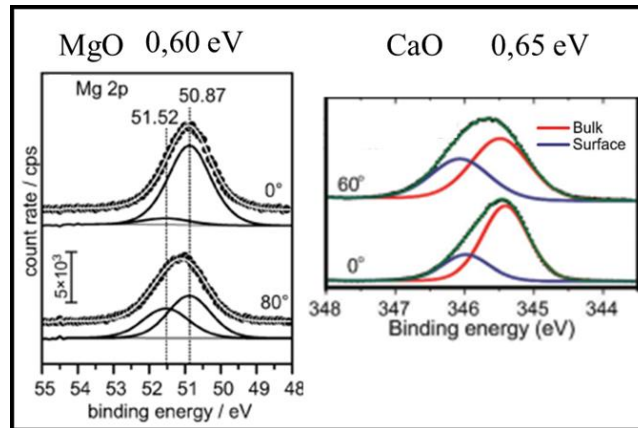 MgO 0,60 eV
CaO 0,65 eV
Mg 2p
50.87
51.52
count rate / cps
0°
5×10³
80°
55 54 53 52 51 50 49 48
binding energy / eV
Bulk
Surface
60°
0°
348 347 346 345 344
Binding energy (eV)